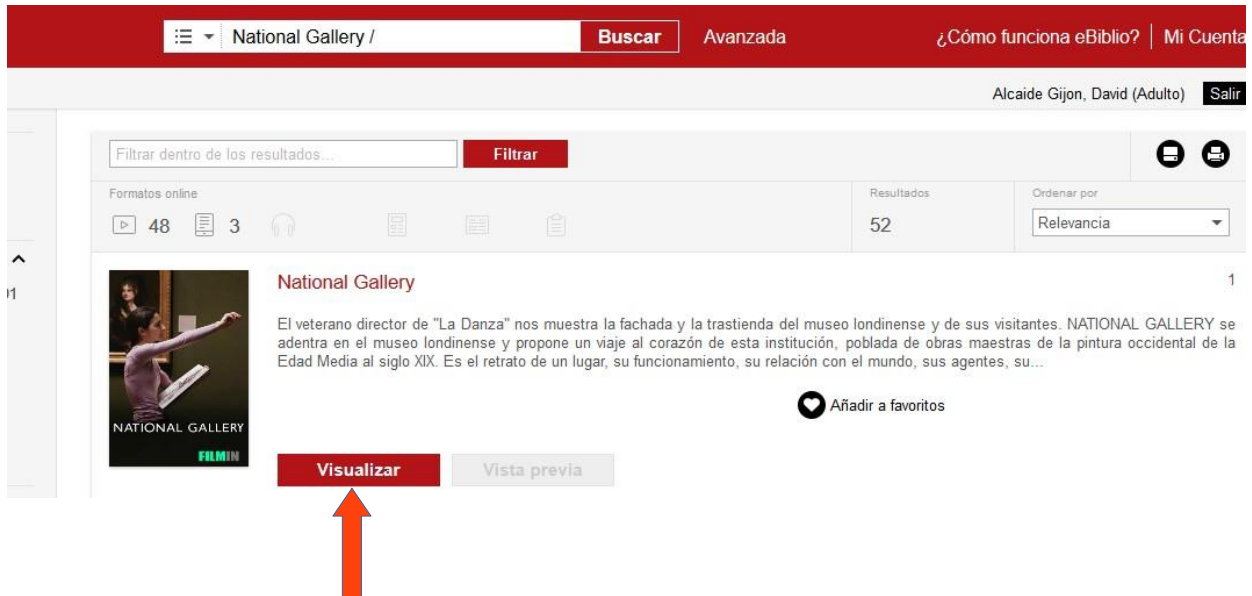 National Gallery /
Buscar
Avanzada
¿Cómo funciona eBiblio?
Mi Cuenta
Alcaide Gijon, David (Adulto)
Salir
Filtrar dentro de los resultados...
Filtrar
Formatos online
48
3
Resultados
52
Ordenar por
Relevancia
National Gallery
1
El veterano director de "La Danza" nos muestra la fachada y la trastienda del museo londinense y de sus visitantes. NATIONAL GALLERY se
adentra en el museo londinense y propone un viaje al corazón de esta institución, poblada de obras maestras de la pintura occidental de la
Edad Media al siglo XIX. Es el retrato de un lugar, su funcionamiento, su relación con el mundo, sus agentes, su...
Añadir a favoritos
NATIONAL GALLERY
FILMIN
Visualizar
Vista previa